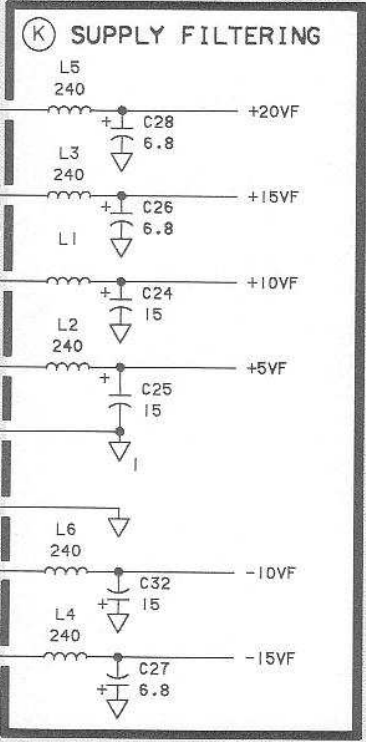 K SUPPLY FILTERING
L5
240
+20VF
+ C28
6.8
L3
240
+15VF
+ C26
6.8
L1
+10VF
+ C24
15
L2
240
+5VF
+ C25
15
1
L6
240
-10VF
C32
+ 15
L4
240
-15VF
C27
+ 6.8